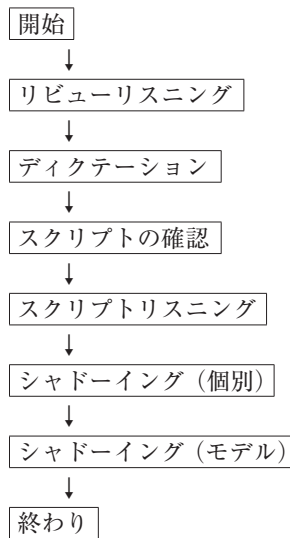 開始
リビューリスニング
ディクテーション
スクリプトの確認
スクリプトリスニング
シャドーイング（個別）
シャドーイング（モデル）
終わり